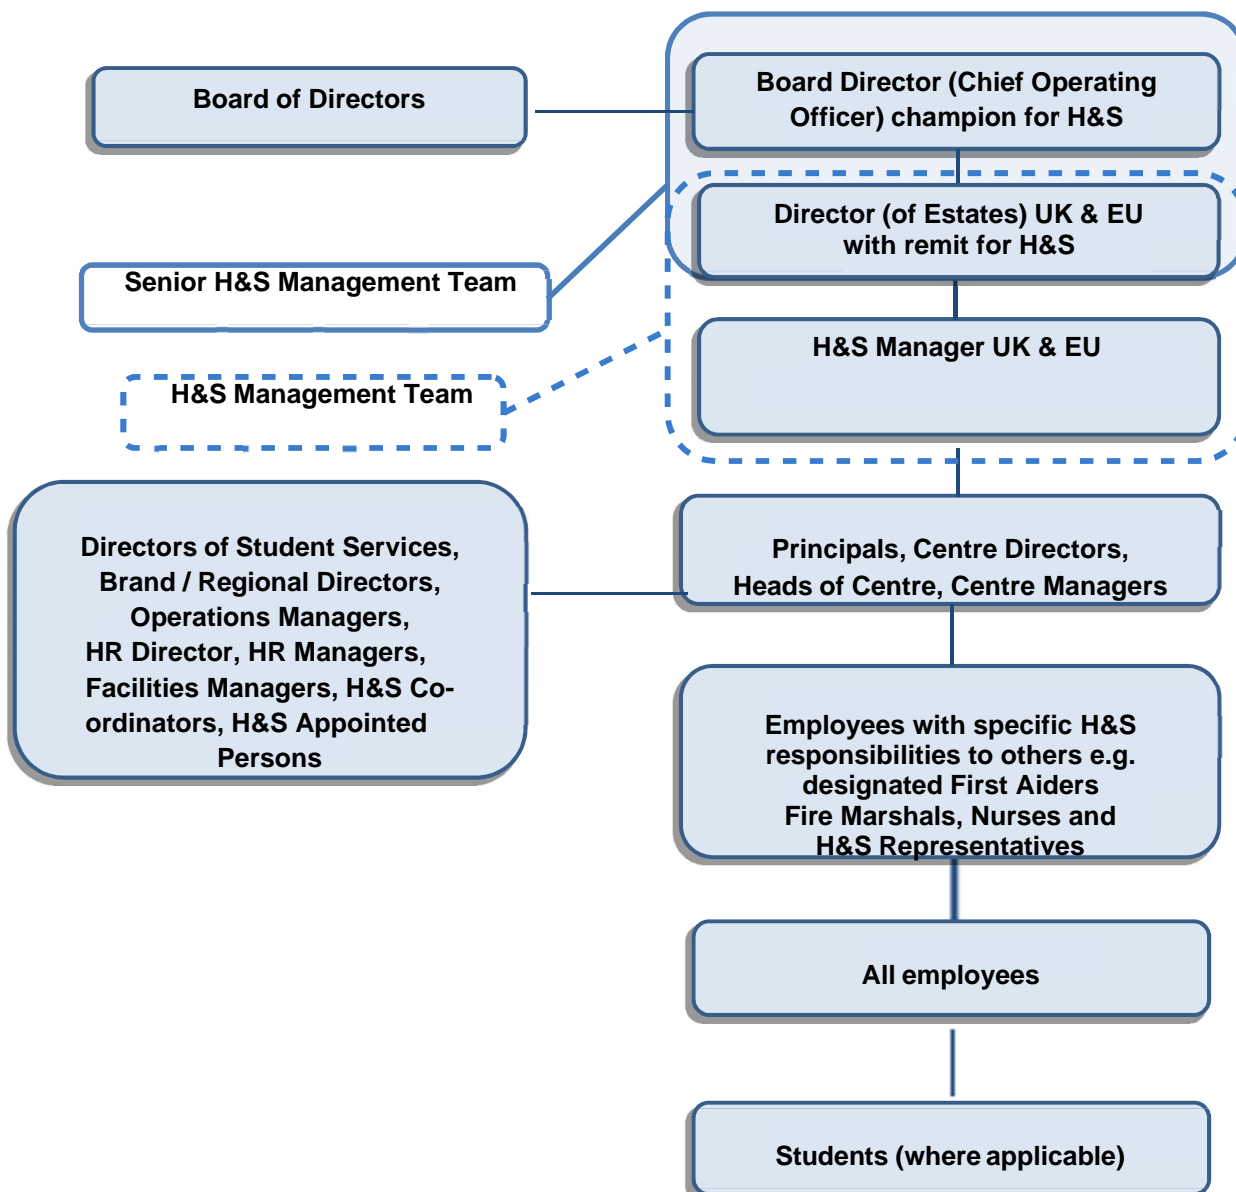 Board of Directors
Board Director (Chief Operating
Officer) champion for H&S
Director (of Estates) UK & EU
with remit for H&S
Senior H&S Management Team
H&S Manager UK & EU
H&S Management Team
Directors of Student Services,
Brand / Regional Directors,
Operations Managers,
HR Director, HR Managers,
Facilities Managers, H&S Co-
ordinators, H&S Appointed
Persons
Principals, Centre Directors,
Heads of Centre, Centre Managers
Employees with specific H&S
responsibilities to others e.g.
designated First Aiders
Fire Marshals, Nurses and
H&S Representatives
All employees
Students (where applicable)